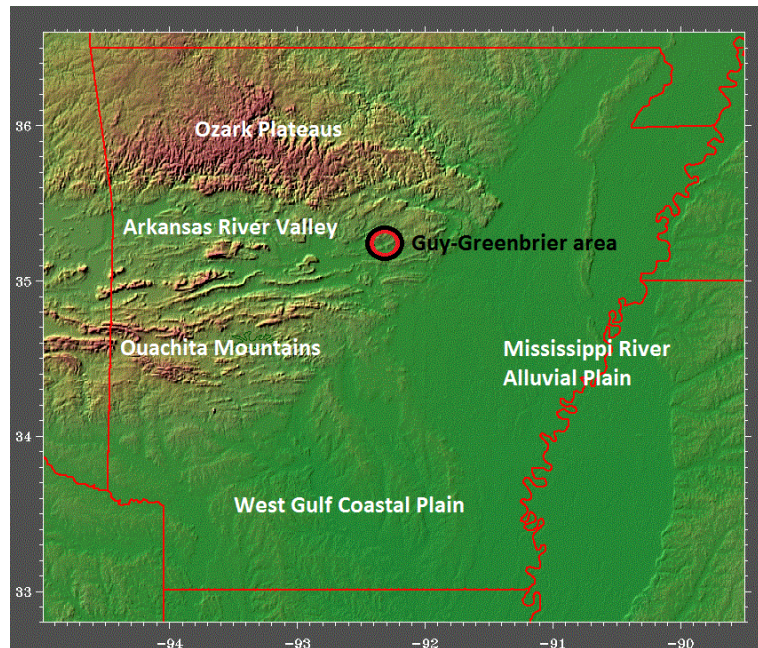 36
Ozark Plateaus
Arkansas River Valley
Guy-Greenbrier area
35
Ouachita Mountains
Mississippi River
Alluvial Plain
34
West Gulf Coastal Plain
33
-94
-93
-92
-91
-90